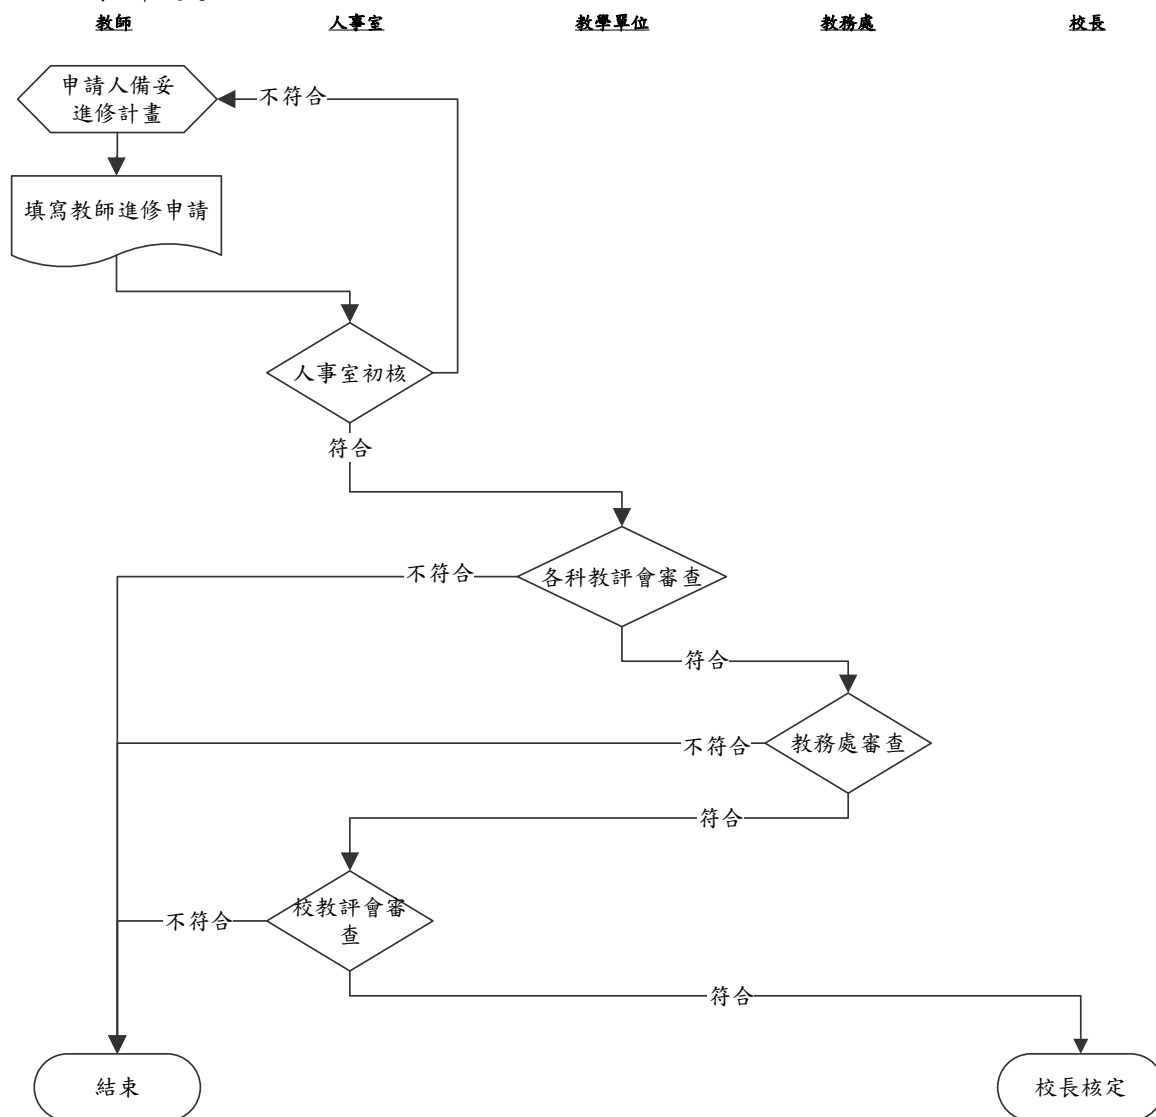 教師
人事室
教學單位
教務處
校長
申請人備妥
進修計畫
不符合
填寫教師進修申請
人事室初核
符合
不符合
各科教評會審查
符合
不符合
教務處審查
符合
不符合
校教評會審
查
符合
結束
校長核定